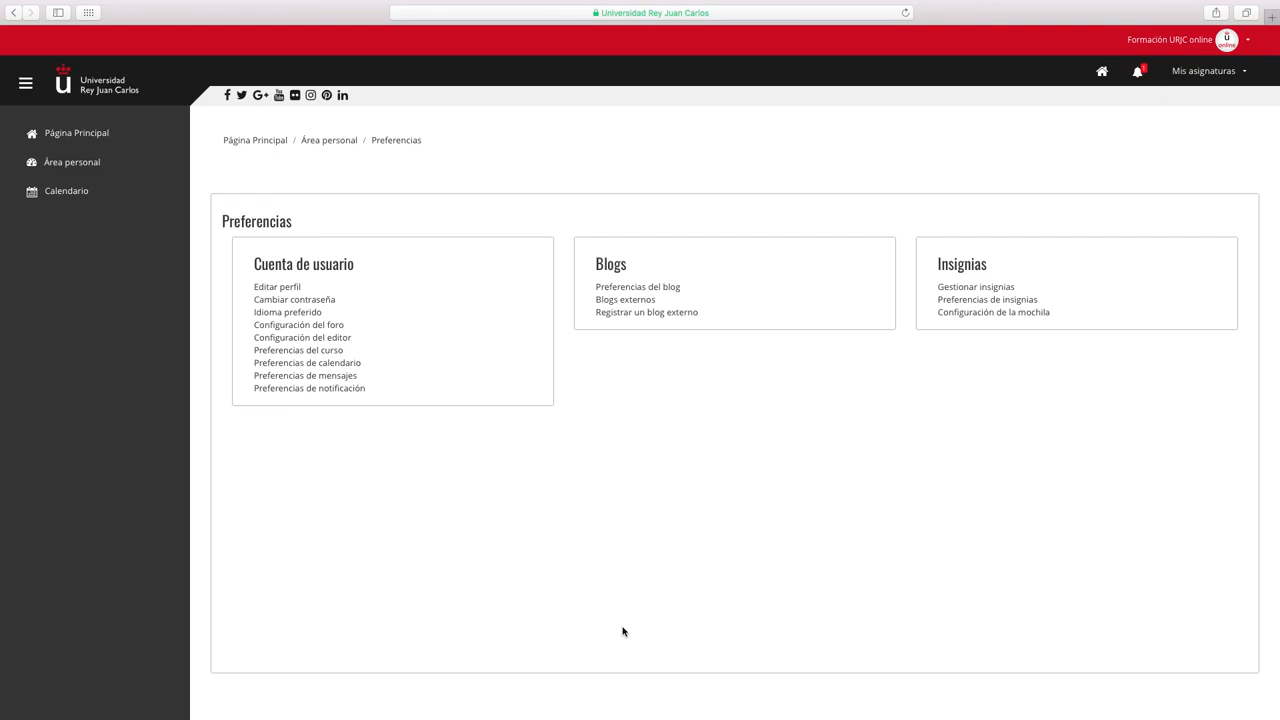 Universidad Rey Juan Carlos
Formación URJC online
ü online
Universidad
Rey Juan Carlos
1
Mis asignaturas
Página Principal
Área personal
Calendario
Página Principal / Área personal / Preferencias
Preferencias
Cuenta de usuario
Editar perfil
Cambiar contraseña
Idioma preferido
Configuración del foro
Configuración del editor
Preferencias del curso
Preferencias de calendario
Preferencias de mensajes
Preferencias de notificación
Blogs
Preferencias del blog
Blogs externos
Registrar un blog externo
Insignias
Gestionar insignias
Preferencias de insignias
Configuración de la mochila